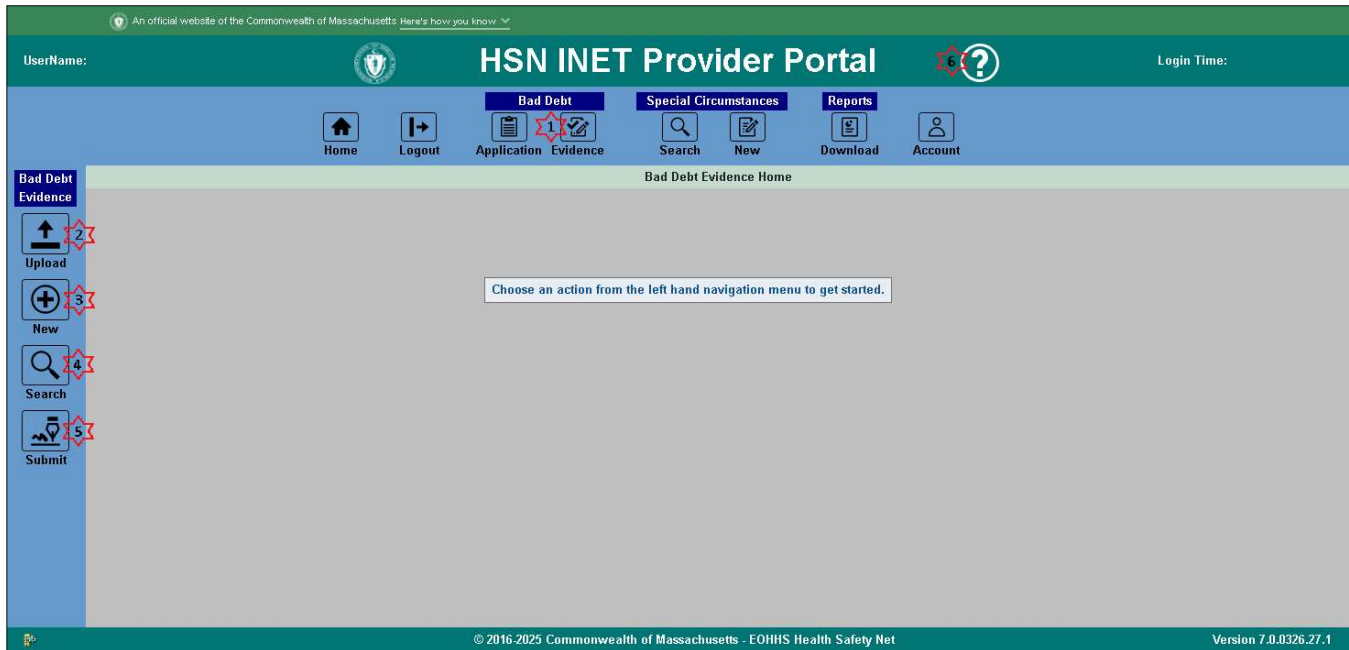 An official website of the Commonwealth of Massachusetts Here's how you know
UserName:
HSN INET Provider Portal
6
?
Login Time:
Bad Debt
Special Circumstances
Reports
1
Home
Logout
Application
Evidence
Search
New
Download
Account
Bad Debt
Evidence
Bad Debt Evidence Home
2
Upload
Choose an action from the left hand navigation menu to get started.
3
New
4
Search
5
Submit
© 2016-2025 Commonwealth of Massachusetts - EOHHS Health Safety Net
Version 7.0.0326.27.1